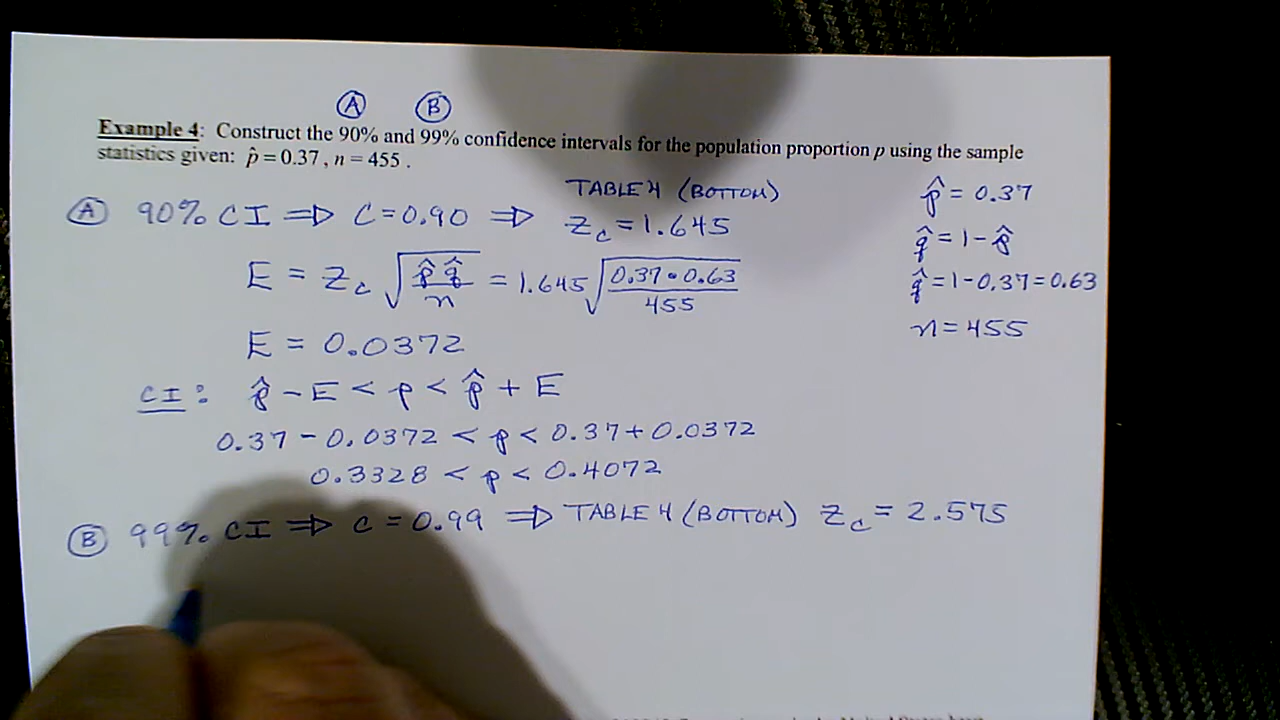 Ⓐ Ⓑ
Example 4: Construct the 90% and 99% confidence intervals for the population proportion p using the sample
statistics given: p̂ = 0.37, n = 455.
Ⓐ 90% CI ⇒ C = 0.90 ⇒ TABLE 4 (BOTTOM)
z_c = 1.645
E = z_c √(p̂ q̂ / n) = 1.645 √(0.37 • 0.63 / 455)
E = 0.0372
CI: p̂ - E < p < p̂ + E
0.37 - 0.0372 < p < 0.37 + 0.0372
0.3328 < p < 0.4072
p̂ = 0.37
q̂ = 1 - p̂
q̂ = 1 - 0.37 = 0.63
n = 455
Ⓑ 99% CI ⇒ C = 0.99 ⇒ TABLE 4 (BOTTOM) z_c = 2.575